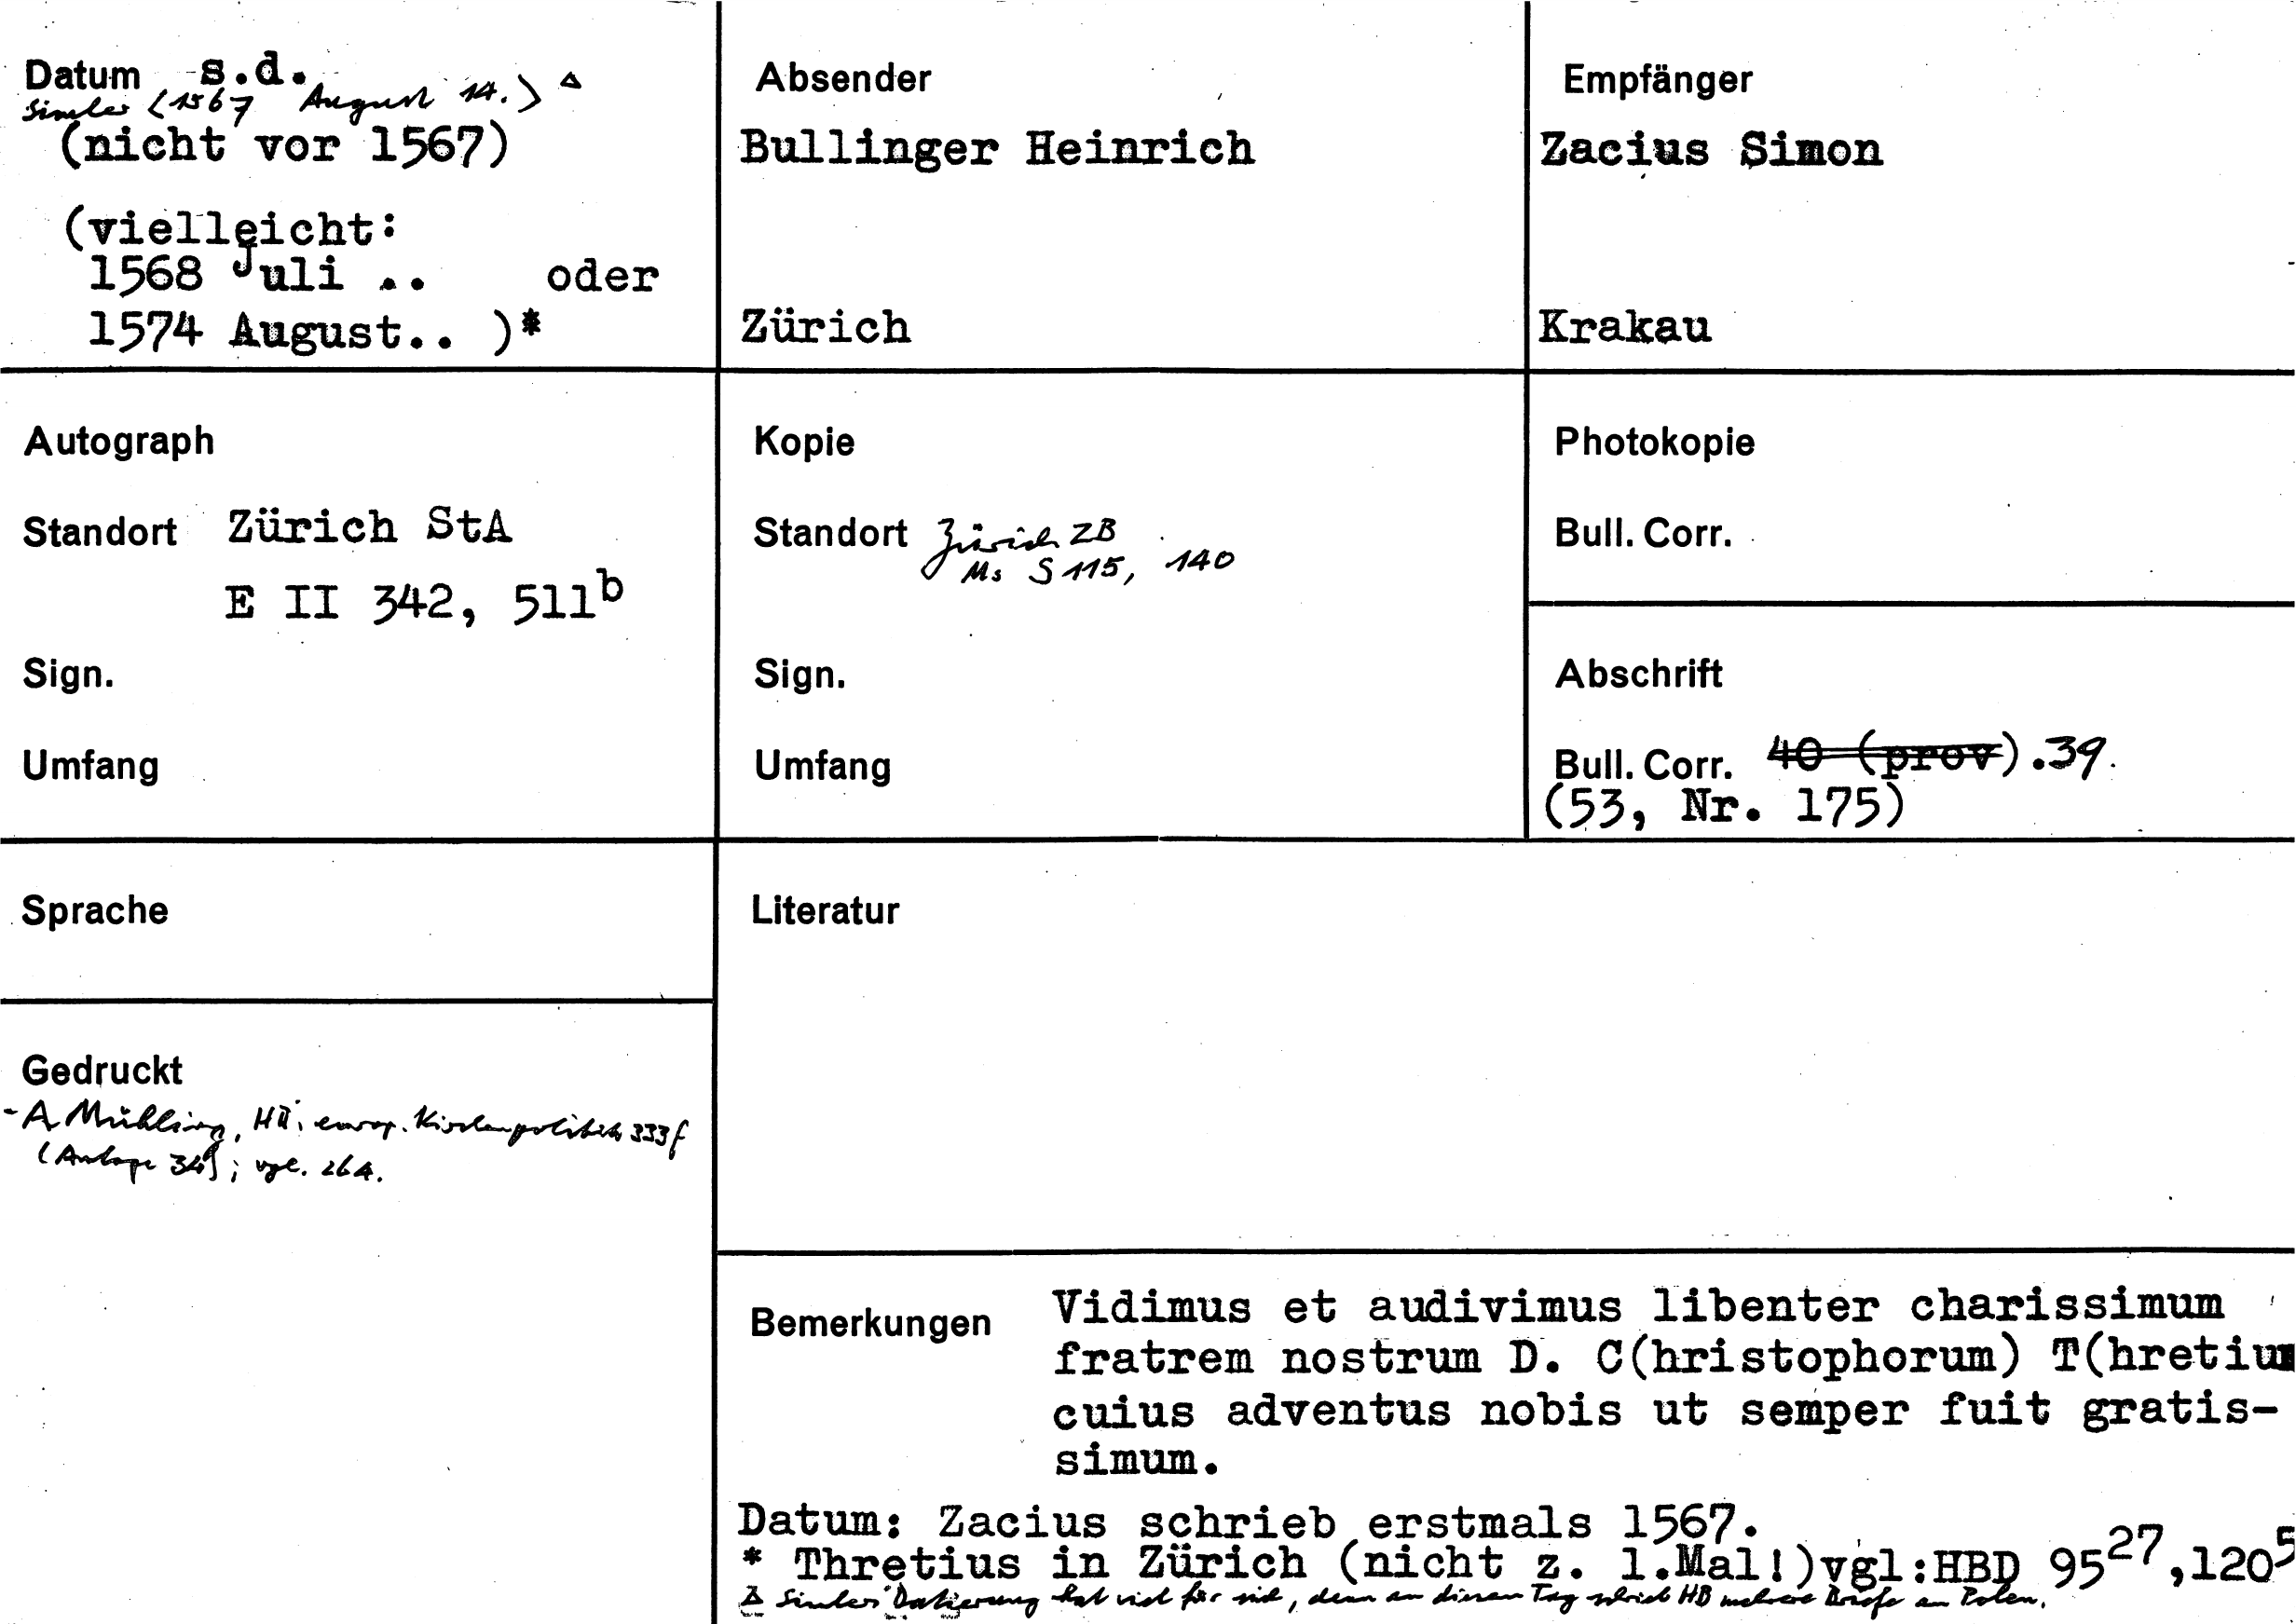 Datum s.d.
Simler <1567 August 14.> Δ
(nicht vor 1567)
(vielleicht:
1568 Juli .. oder
1574 August.. )*
Absender
Bullinger Heinrich
Zürich
Empfänger
Zacius Simon
Krakau
Autograph
Standort Zürich StA
E II 342, 511b
Sign.
Umfang
Kopie
Standort Zürich ZB
Ms S 115, 140
Sign.
Umfang
Photokopie
Bull. Corr.
Abschrift
Bull. Corr. 40 (prov).39.
(53, Nr. 175)
Sprache
Literatur
Gedruckt
- A Mühling, HB's europ. Kirchenpolitik 333f
(Anlage 34); vgl. 264.
Bemerkungen Vidimus et audivimus libenter charissimum
fratrem nostrum D. C(hristophorum) T(hretium
cuius adventus nobis ut semper fuit gratis-
simum.
Datum: Zacius schrieb erstmals 1567.
* Thretius in Zürich (nicht z. 1.Mal!)vgl:HBD 95 27,120 5
Δ Simlers Datierung hat viel für sich, denn an diesem Tag schrieb HB mehrere Briefe an Polen.